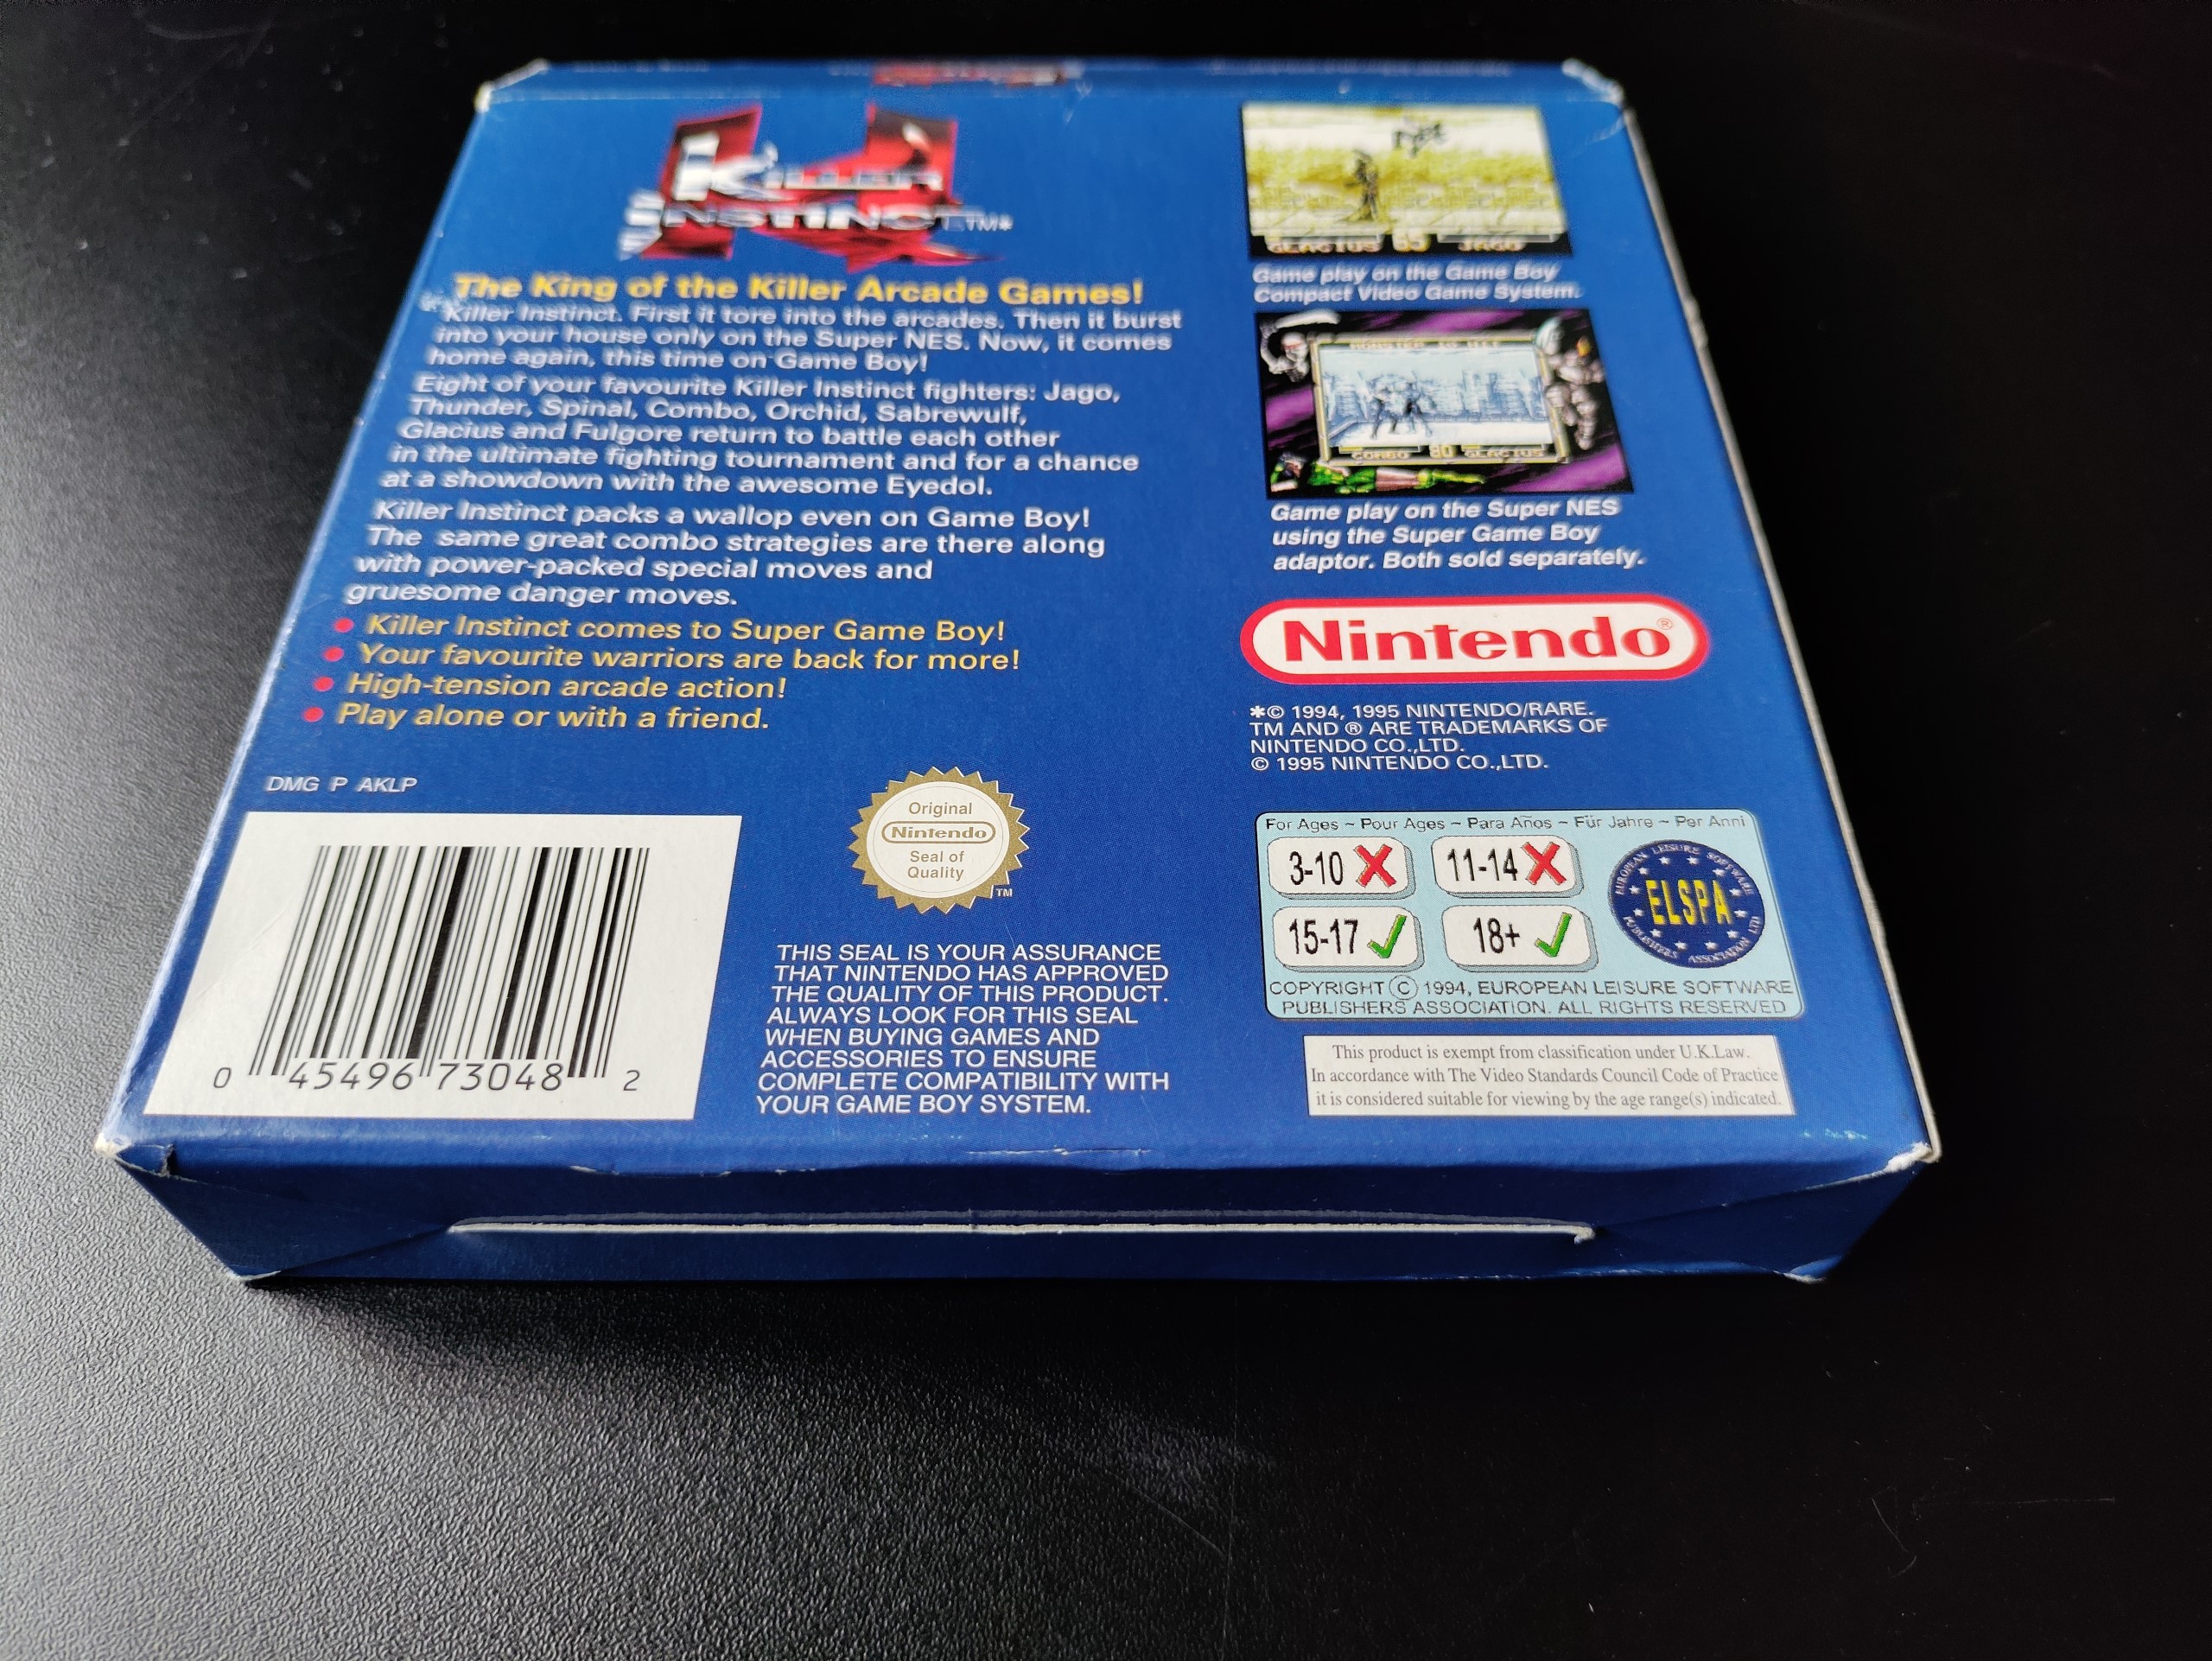 KILLER
INSTINCT™*
The King of the Killer Arcade Games!
Killer Instinct. First it tore into the arcades. Then it burst
into your house only on the Super NES. Now, it comes
home again, this time on Game Boy!
Eight of your favourite Killer Instinct fighters: Jago,
Thunder, Spinal, Combo, Orchid, Sabrewulf,
Glacius and Fulgore return to battle each other
in the ultimate fighting tournament and for a chance
at a showdown with the awesome Eyedol.
Killer Instinct packs a wallop even on Game Boy!
The same great combo strategies are there along
with power-packed special moves and
gruesome danger moves.
• Killer Instinct comes to Super Game Boy!
• Your favourite warriors are back for more!
• High-tension arcade action!
• Play alone or with a friend.
DMG P AKLP
0 45496 73048 2
Original
Nintendo
Seal of
Quality
TM
THIS SEAL IS YOUR ASSURANCE
THAT NINTENDO HAS APPROVED
THE QUALITY OF THIS PRODUCT.
ALWAYS LOOK FOR THIS SEAL
WHEN BUYING GAMES AND
ACCESSORIES TO ENSURE
COMPLETE COMPATIBILITY WITH
YOUR GAME BOY SYSTEM.
GLACIUS 85 JAGO
Game play on the Game Boy
Compact Video Game System.
COMBO 80 GLACIUS
Game play on the Super NES
using the Super Game Boy
adaptor. Both sold separately.
Nintendo®
*© 1994, 1995 NINTENDO/RARE.
TM AND ® ARE TRADEMARKS OF
NINTENDO CO.,LTD.
© 1995 NINTENDO CO.,LTD.
For Ages ~ Pour Ages ~ Para Años ~ Für Jahre ~ Per Anni
3-10 11-14
15-17 18+
EUROPEAN LEISURE SOFTWARE
ELSPA
PUBLISHERS ASSOCIATION LTD
COPYRIGHT © 1994, EUROPEAN LEISURE SOFTWARE
PUBLISHERS ASSOCIATION. ALL RIGHTS RESERVED
This product is exempt from classification under U.K.Law.
In accordance with The Video Standards Council Code of Practice
it is considered suitable for viewing by the age range(s) indicated.